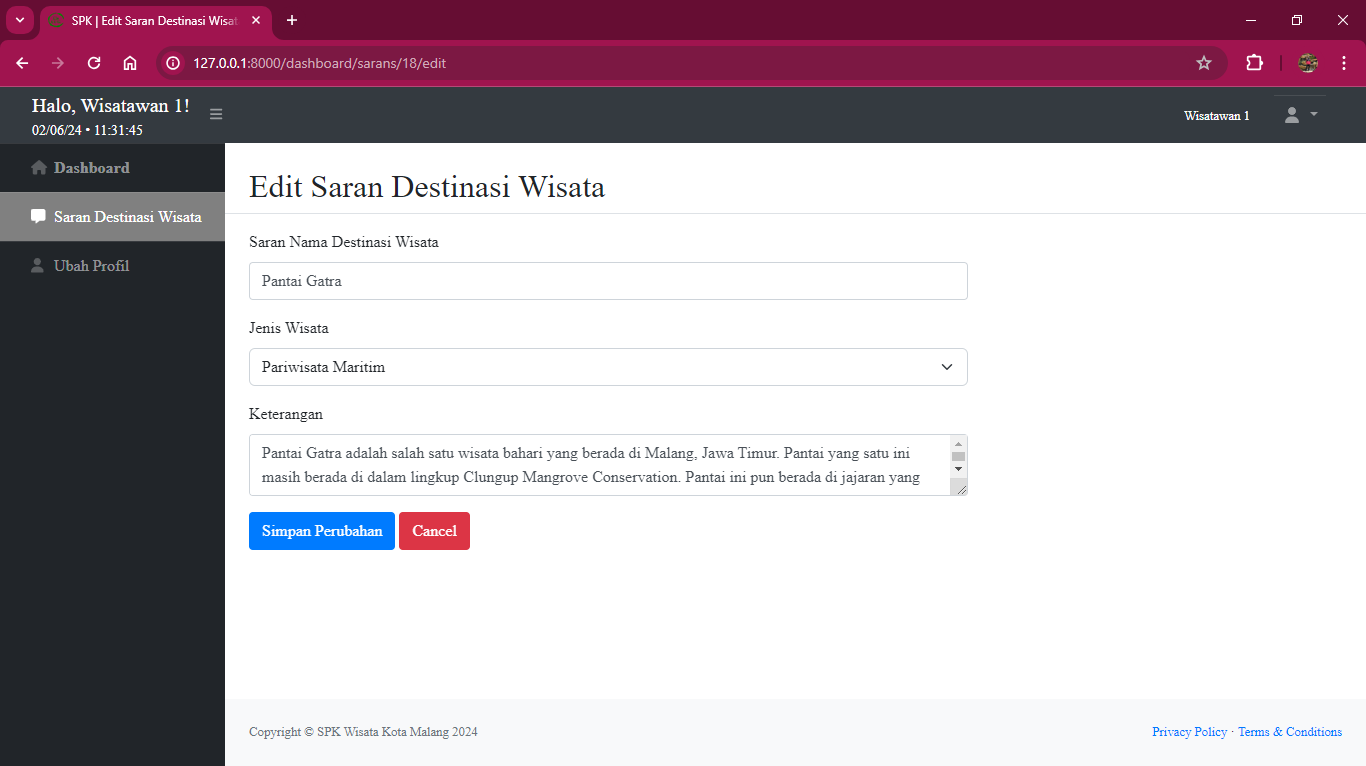 SPK | Edit Saran Destinasi Wisat
127.0.0.1:8000/dashboard/sarans/18/edit
Halo, Wisatawan 1!
02/06/24 • 11:31:45
Wisatawan 1
Dashboard
Saran Destinasi Wisata
Ubah Profil
Edit Saran Destinasi Wisata
Saran Nama Destinasi Wisata
Pantai Gatra
Jenis Wisata
Pariwisata Maritim
Keterangan
Pantai Gatra adalah salah satu wisata bahari yang berada di Malang, Jawa Timur. Pantai yang satu ini
masih berada di dalam lingkup Clungup Mangrove Conservation. Pantai ini pun berada di jajaran yang
Simpan Perubahan Cancel
Copyright © SPK Wisata Kota Malang 2024
Privacy Policy · Terms & Conditions